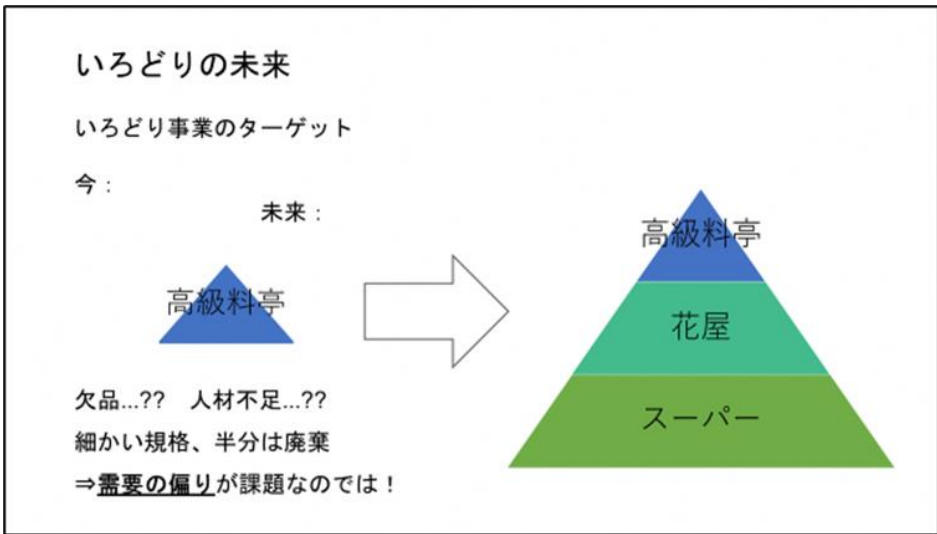 いろどりの未来
いろどり事業のターゲット
今：
未来：
高級料亭
欠品...??　人材不足...??
細かい規格、半分は廃棄
⇒需要の偏りが課題なのでは！
高級料亭
花屋
スーパー